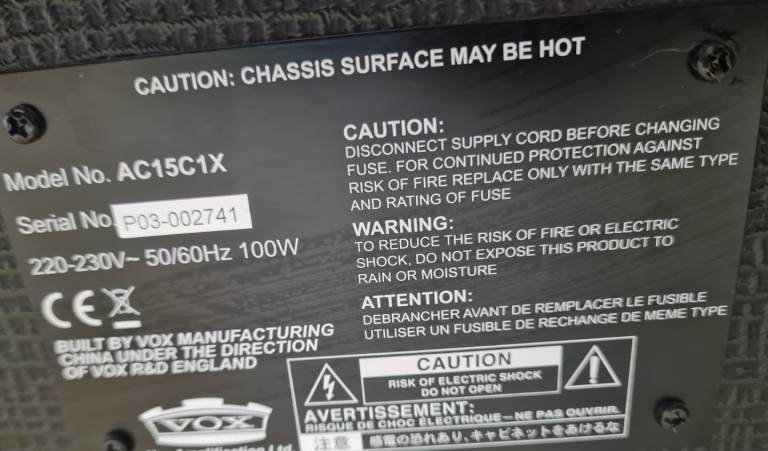 CAUTION: CHASSIS SURFACE MAY BE HOT
Model No. AC15C1X
Serial No. P03-002741
220-230V~ 50/60Hz 100W
CE
BUILT BY VOX MANUFACTURING
CHINA UNDER THE DIRECTION
OF VOX R&D ENGLAND
VOX
CAUTION:
DISCONNECT SUPPLY CORD BEFORE CHANGING
FUSE. FOR CONTINUED PROTECTION AGAINST
RISK OF FIRE REPLACE ONLY WITH THE SAME TYPE
AND RATING OF FUSE
WARNING:
TO REDUCE THE RISK OF FIRE OR ELECTRIC
SHOCK, DO NOT EXPOSE THIS PRODUCT TO
RAIN OR MOISTURE
ATTENTION:
DEBRANCHER AVANT DE REMPLACER LE FUSIBLE
UTILISER UN FUSIBLE DE RECHANGE DE MEME TYPE
CAUTION
RISK OF ELECTRIC SHOCK
DO NOT OPEN
AVERTISSEMENT:
RISQUE DE CHOC ÉLECTRIQUE—NE PAS OUVRIR.
注意 感電の恐れあり、キャビネットをあけるな